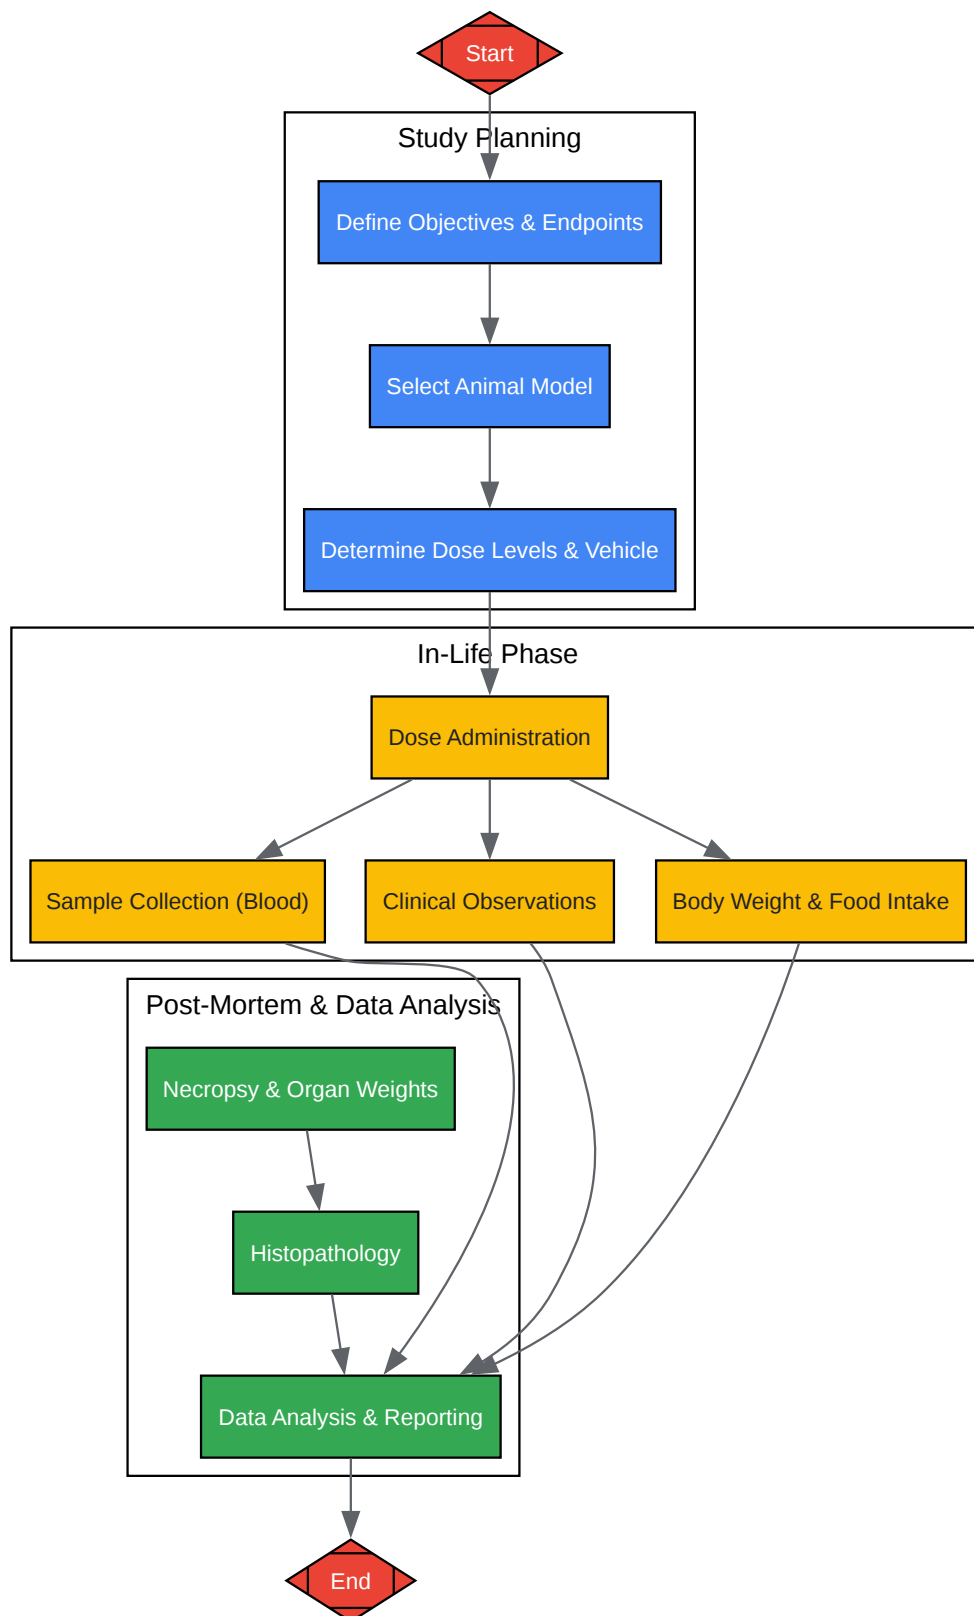 Start
Study Planning
Define Objectives & Endpoints
Select Animal Model
Determine Dose Levels & Vehicle
In-Life Phase
Dose Administration
Sample Collection (Blood)
Clinical Observations
Body Weight & Food Intake
Post-Mortem & Data Analysis
Necropsy & Organ Weights
Histopathology
Data Analysis & Reporting
End